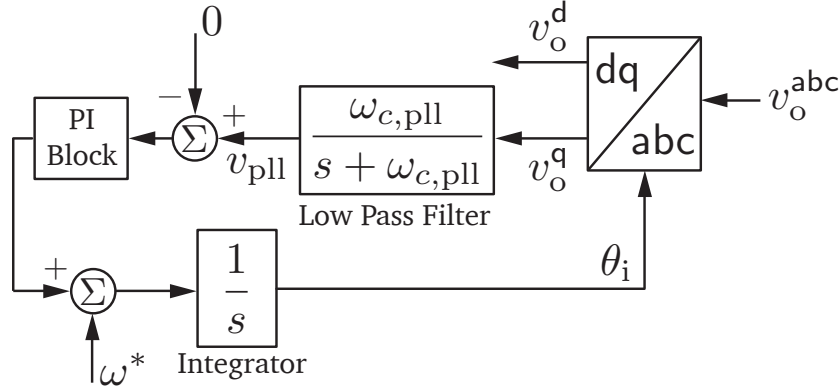 0
v_o^d
dq
abc
v_o^abc
− +
Σ
PI
Block
v_pll
ω_c,pll
s + ω_c,pll
Low Pass Filter
v_o^q
+
Σ
ω*
1
s
Integrator
θ_i